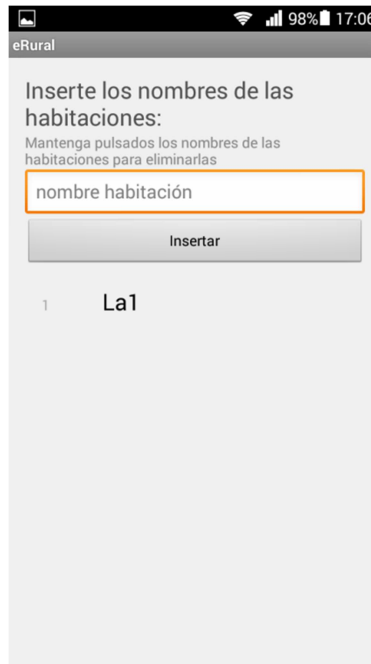 98% 17:06
eRural
Inserte los nombres de las
habitaciones:
Mantenga pulsados los nombres de las
habitaciones para eliminarlas
nombre habitación
Insertar
1 La1